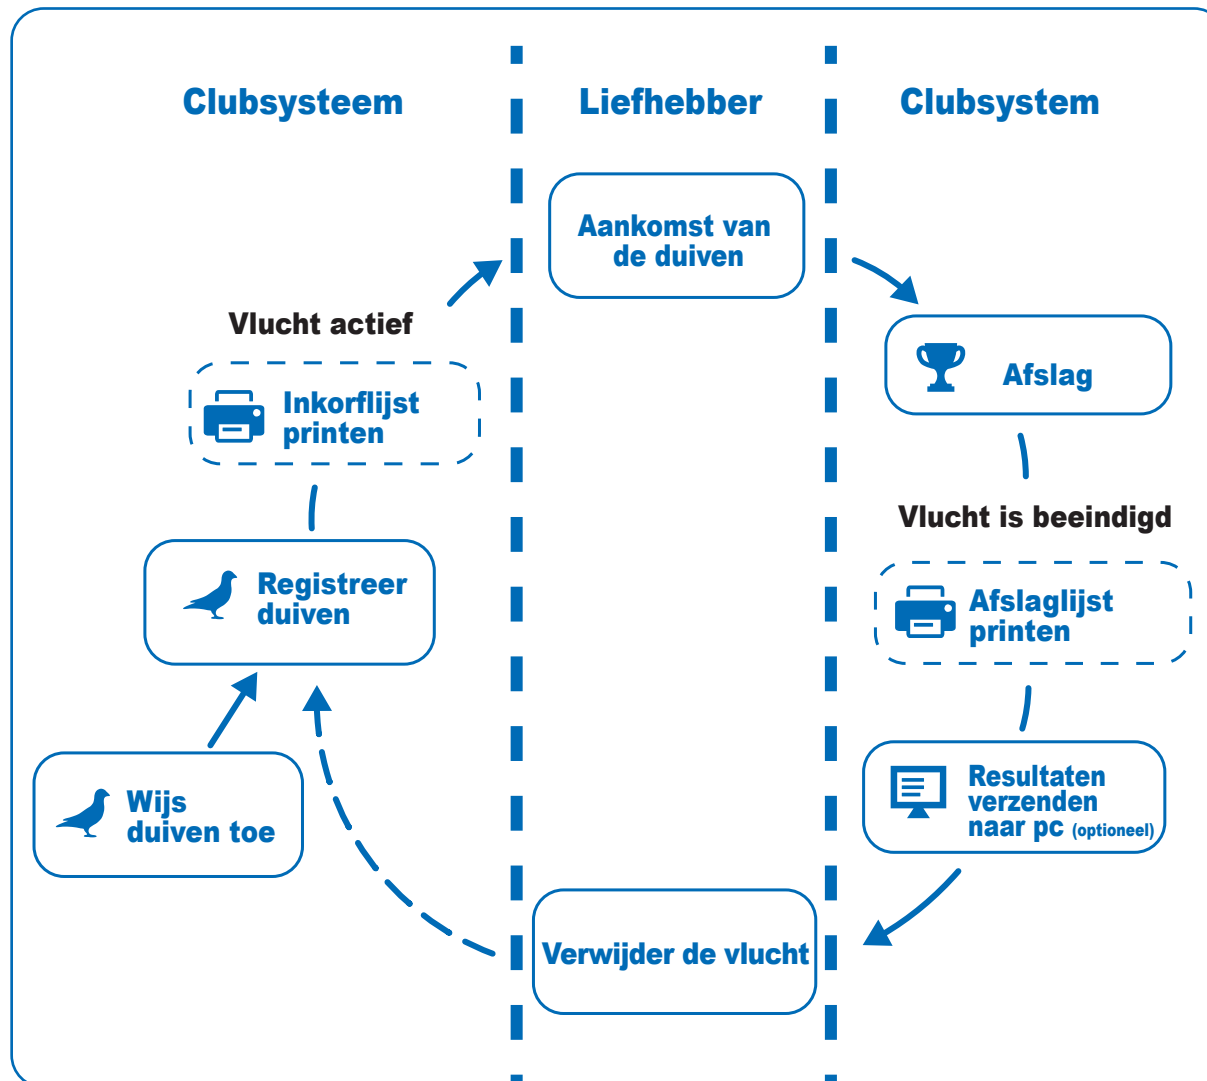 Clubsysteem
Liefhebber
Clubsystem
Aankomst van
de duiven
Vlucht actief
Inkorflijst
printen
Registreer
duiven
Wijs
duiven toe
Afslag
Vlucht is beeindigd
Afslaglijst
printen
Resultaten
verzenden
naar pc (optioneel)
Verwijder de vlucht